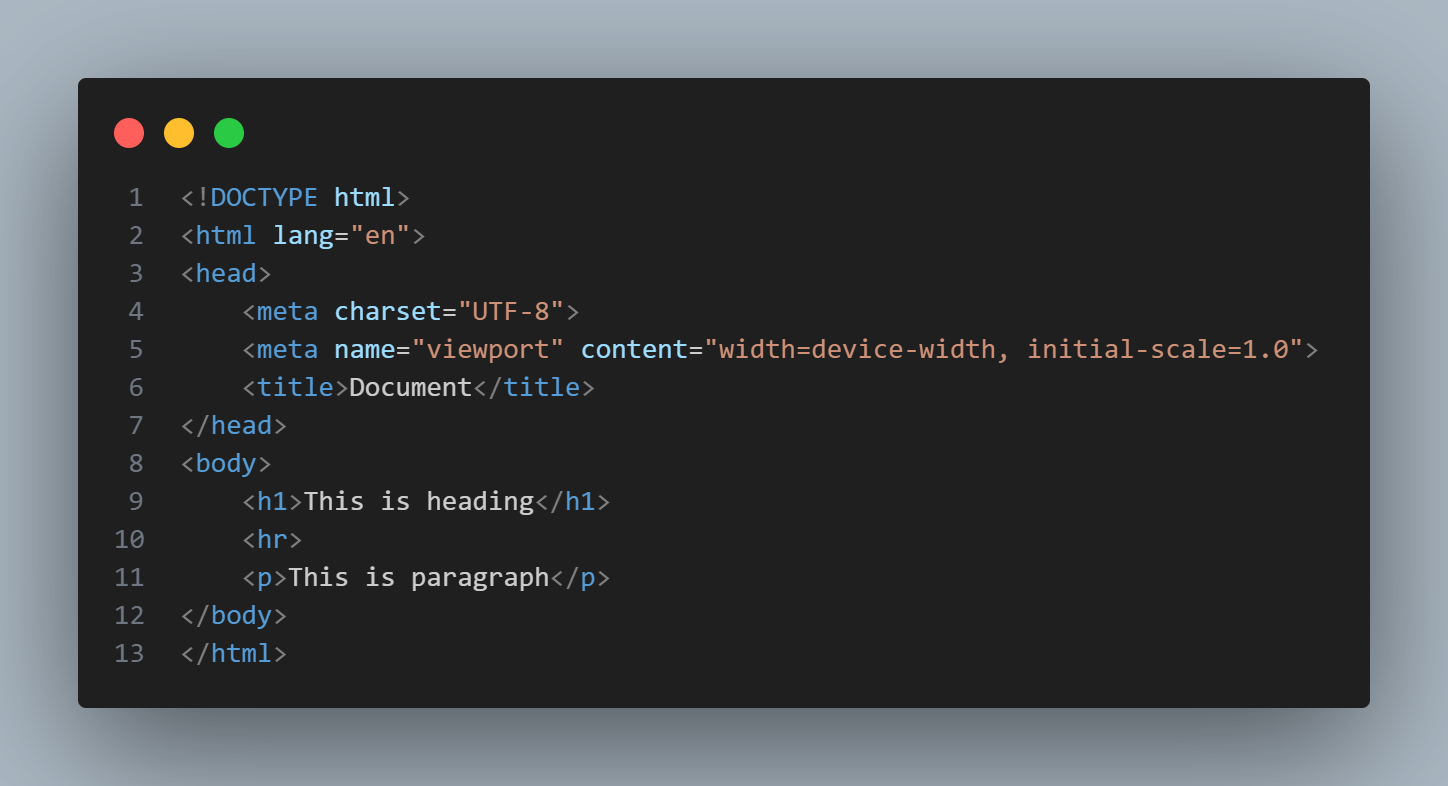 1 <!DOCTYPE html>
2 <html lang="en">
3 <head>
4     <meta charset="UTF-8">
5     <meta name="viewport" content="width=device-width, initial-scale=1.0">
6     <title>Document</title>
7 </head>
8 <body>
9     <h1>This is heading</h1>
10     <hr>
11     <p>This is paragraph</p>
12 </body>
13 </html>